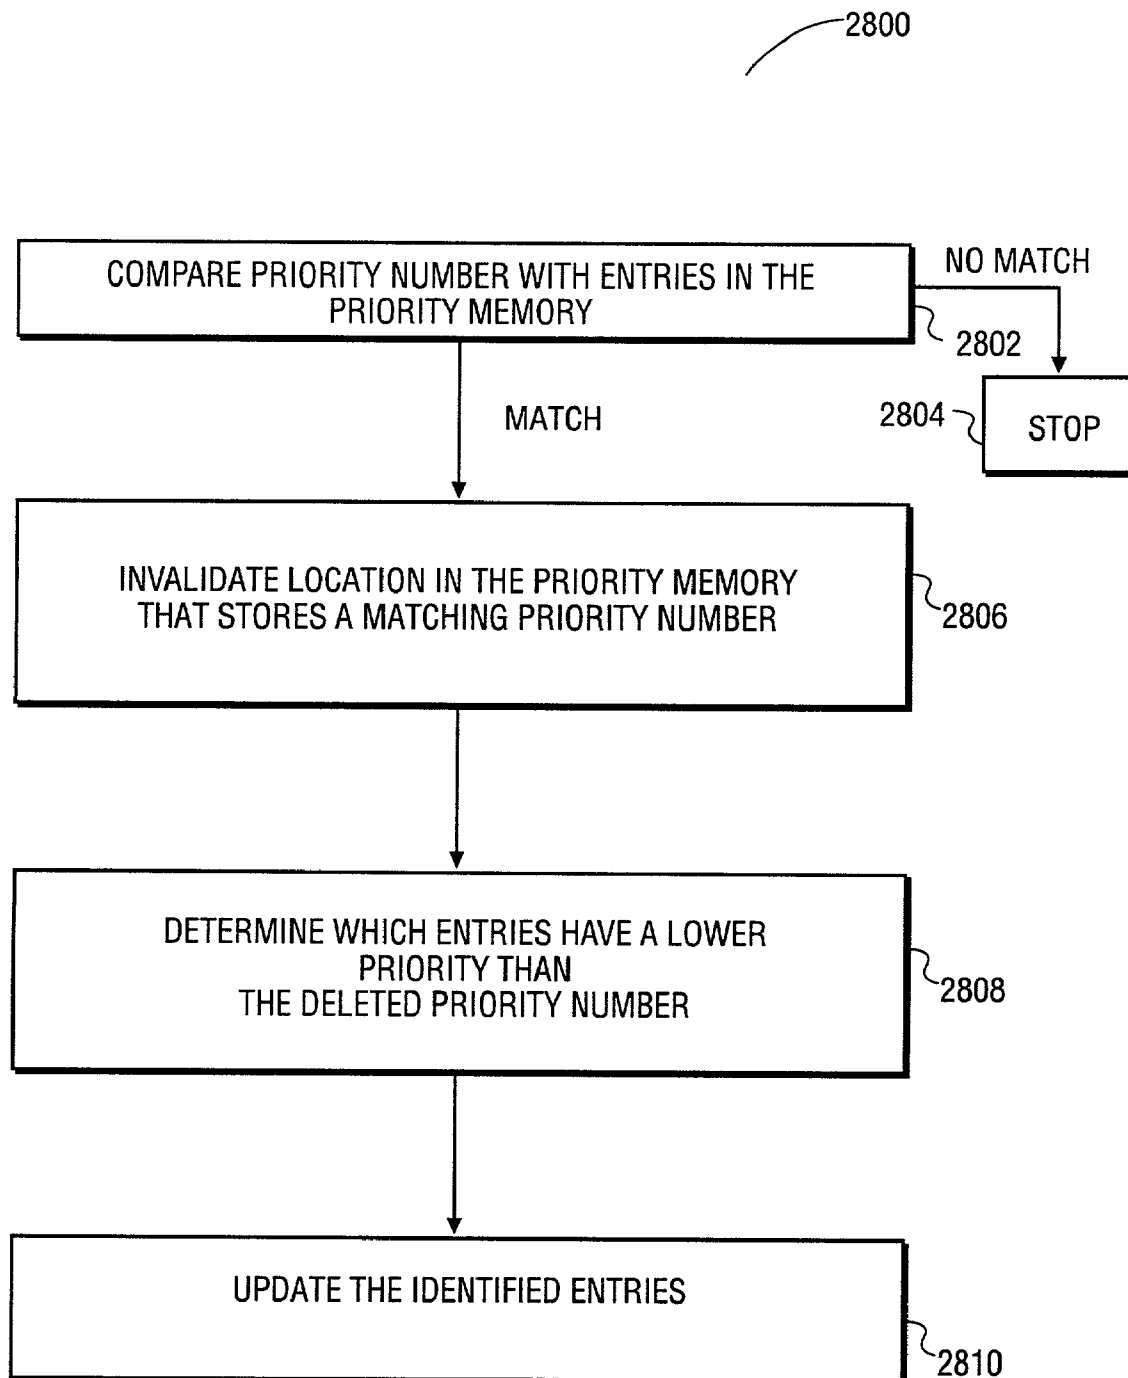 2800
COMPARE PRIORITY NUMBER WITH ENTRIES IN THE
PRIORITY MEMORY
NO MATCH
2802
MATCH
2804
STOP
INVALIDATE LOCATION IN THE PRIORITY MEMORY
THAT STORES A MATCHING PRIORITY NUMBER
2806
DETERMINE WHICH ENTRIES HAVE A LOWER
PRIORITY THAN
THE DELETED PRIORITY NUMBER
2808
UPDATE THE IDENTIFIED ENTRIES
2810